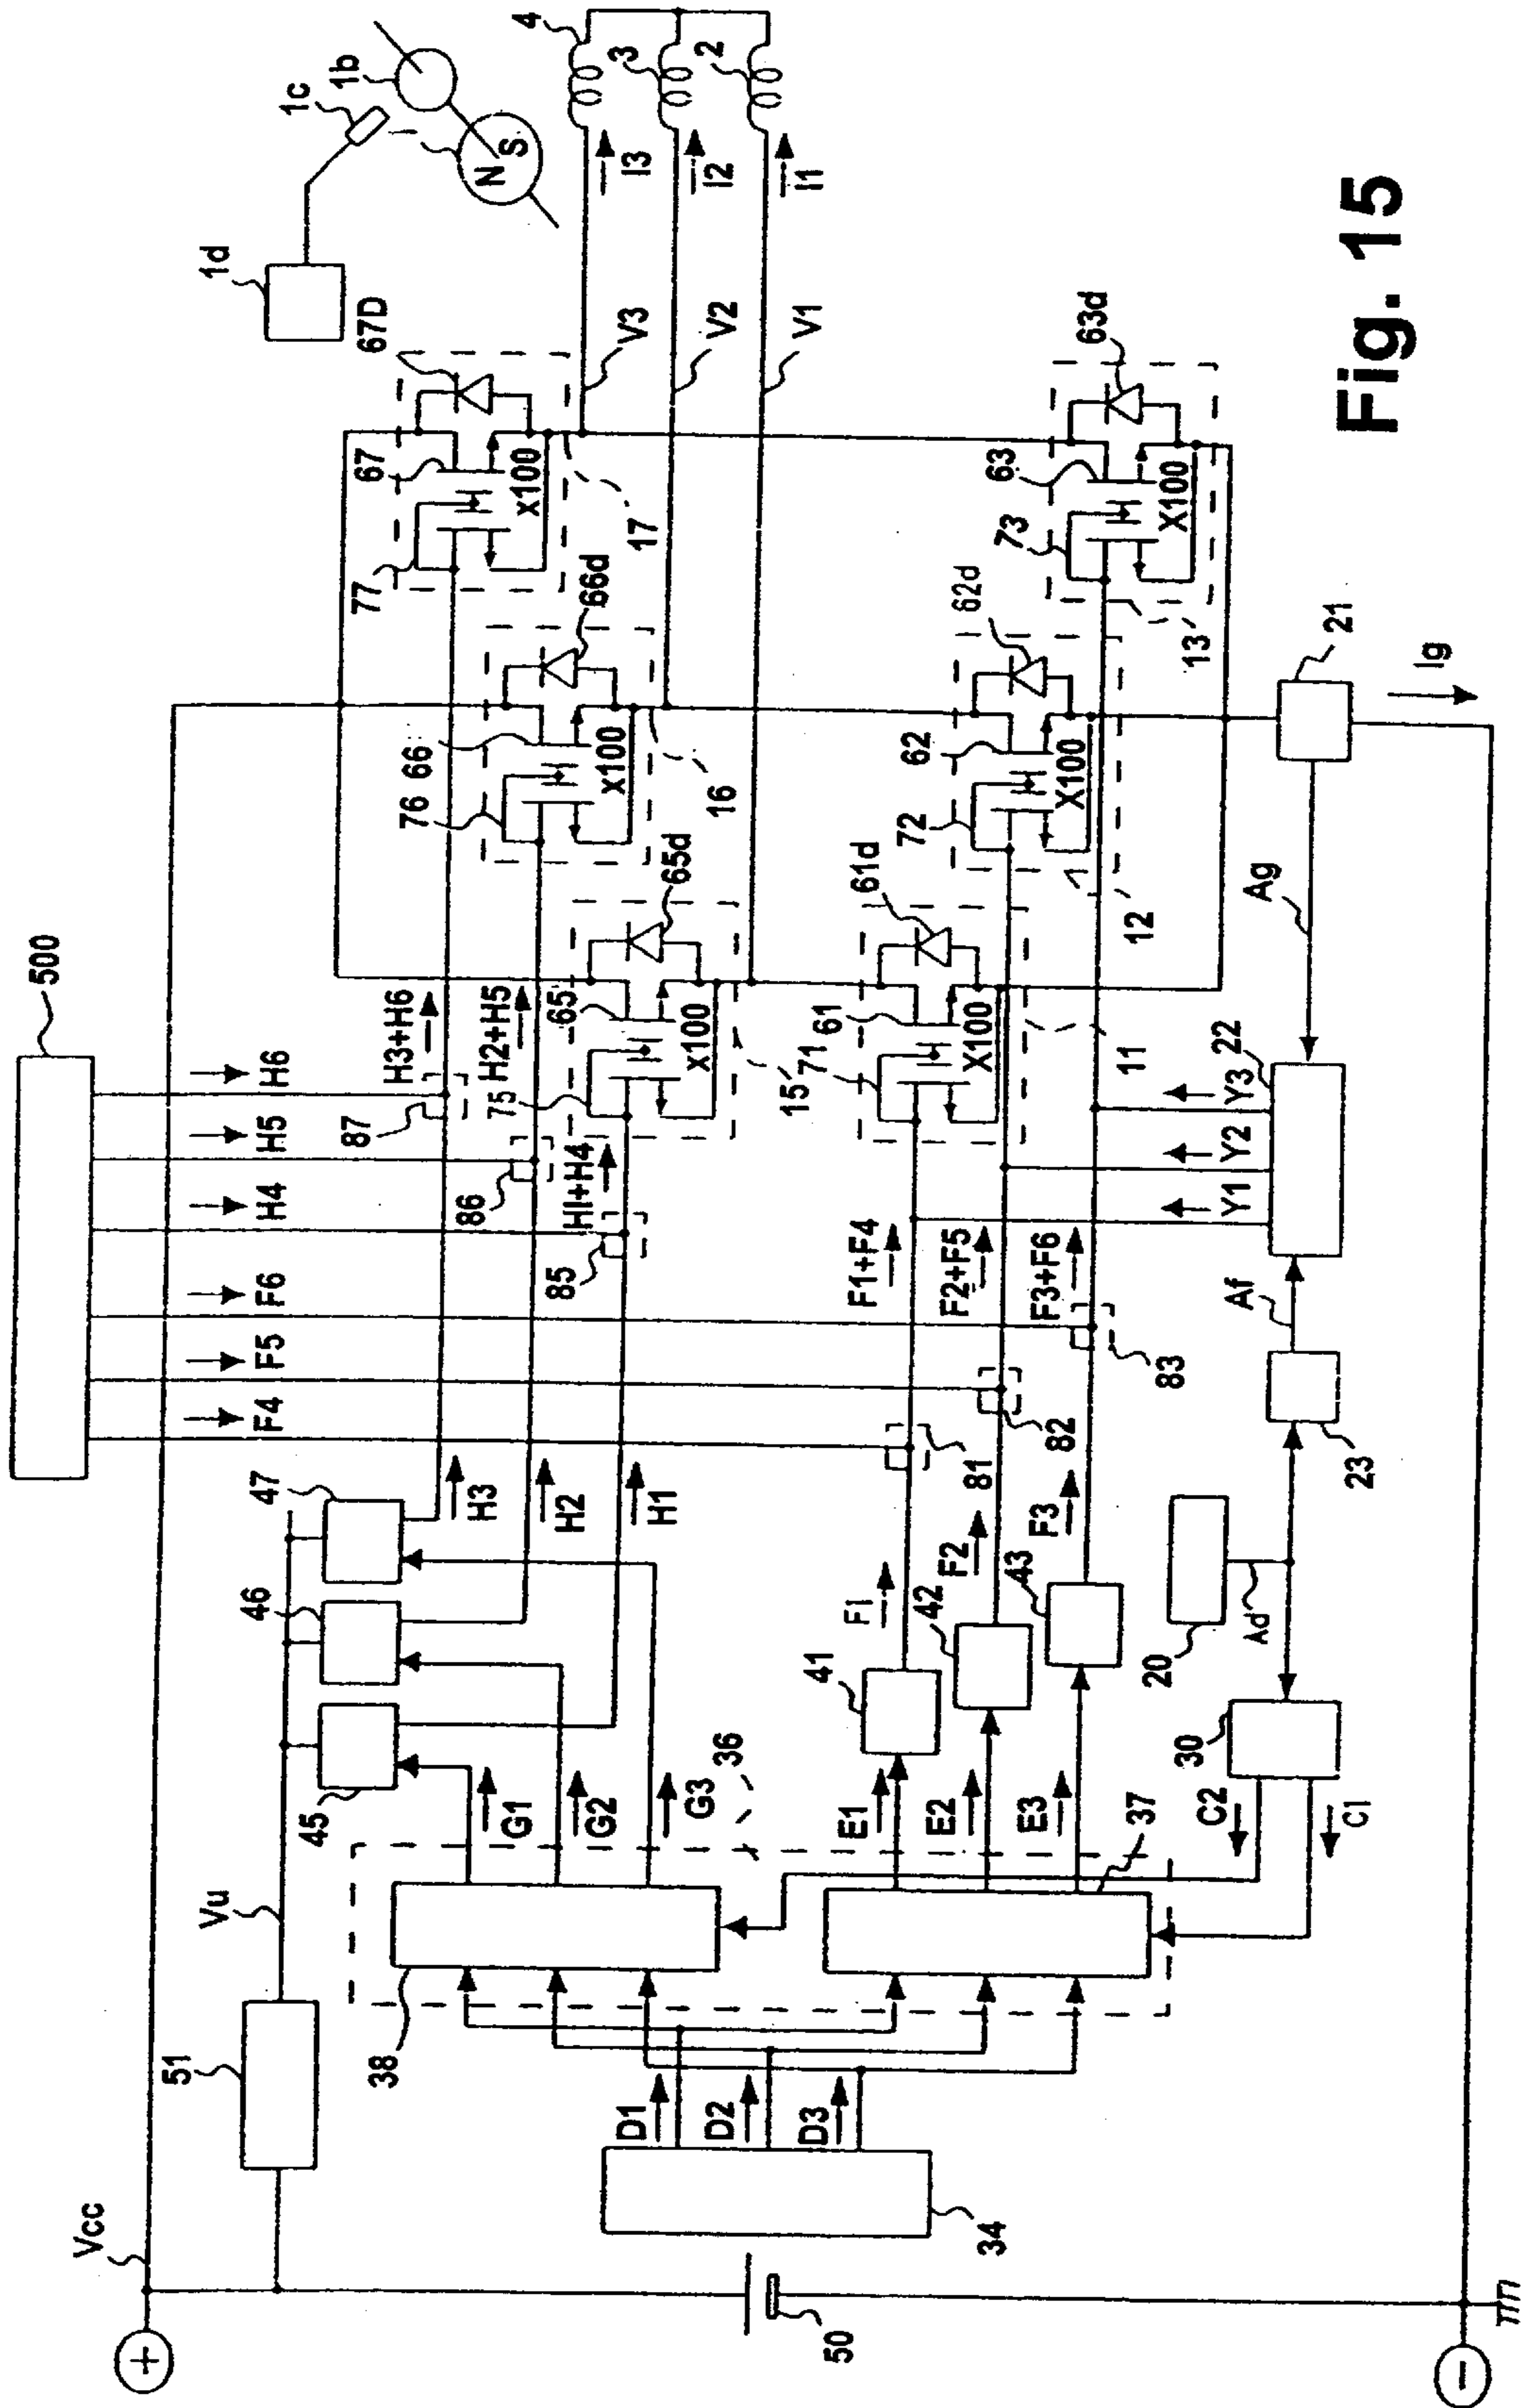 500
F4
F5
F6
H4
H5
H6
Vcc
51
Vu
45
46
47
H3
H2
H1
87
86
85
H3+H6
H2+H5
H1+H4
G1
G2
G3
36
38
D1
D2
D3
34
50
77
67
67D
X100
17
76
66
66d
X100
16
75
65
65d
X100
15
1d
1c
1b
N
S
4
3
2
I3
I2
I1
V3
V2
V1
E1
E2
E3
37
41
42
43
F1
F2
F3
81
82
83
F1+F4
F2+F5
F3+F6
71
61
61d
X100
11
72
62
62d
X100
12
73
63
63d
X100
13
C2
C1
30
20
Ad
23
Af
22
Y1
Y2
Y3
Ag
21
Ig
+
−
Fig. 15